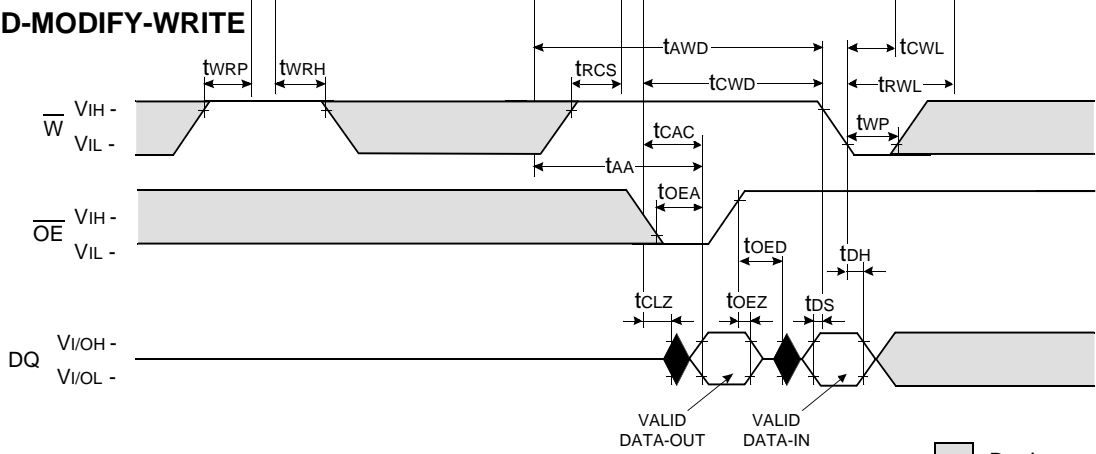 D-MODIFY-WRITE
tAWD
tCWL
tWRP
tWRH
tRCS
tCWD
tRWL
W
VIH -
VIL -
tWP
tCAC
tAA
tOEA
OE
VIH -
VIL -
tOED
tDH
tCLZ
tOEZ
tDS
DQ
VI/OH -
VI/OL -
VALID
DATA-OUT
VALID
DATA-IN